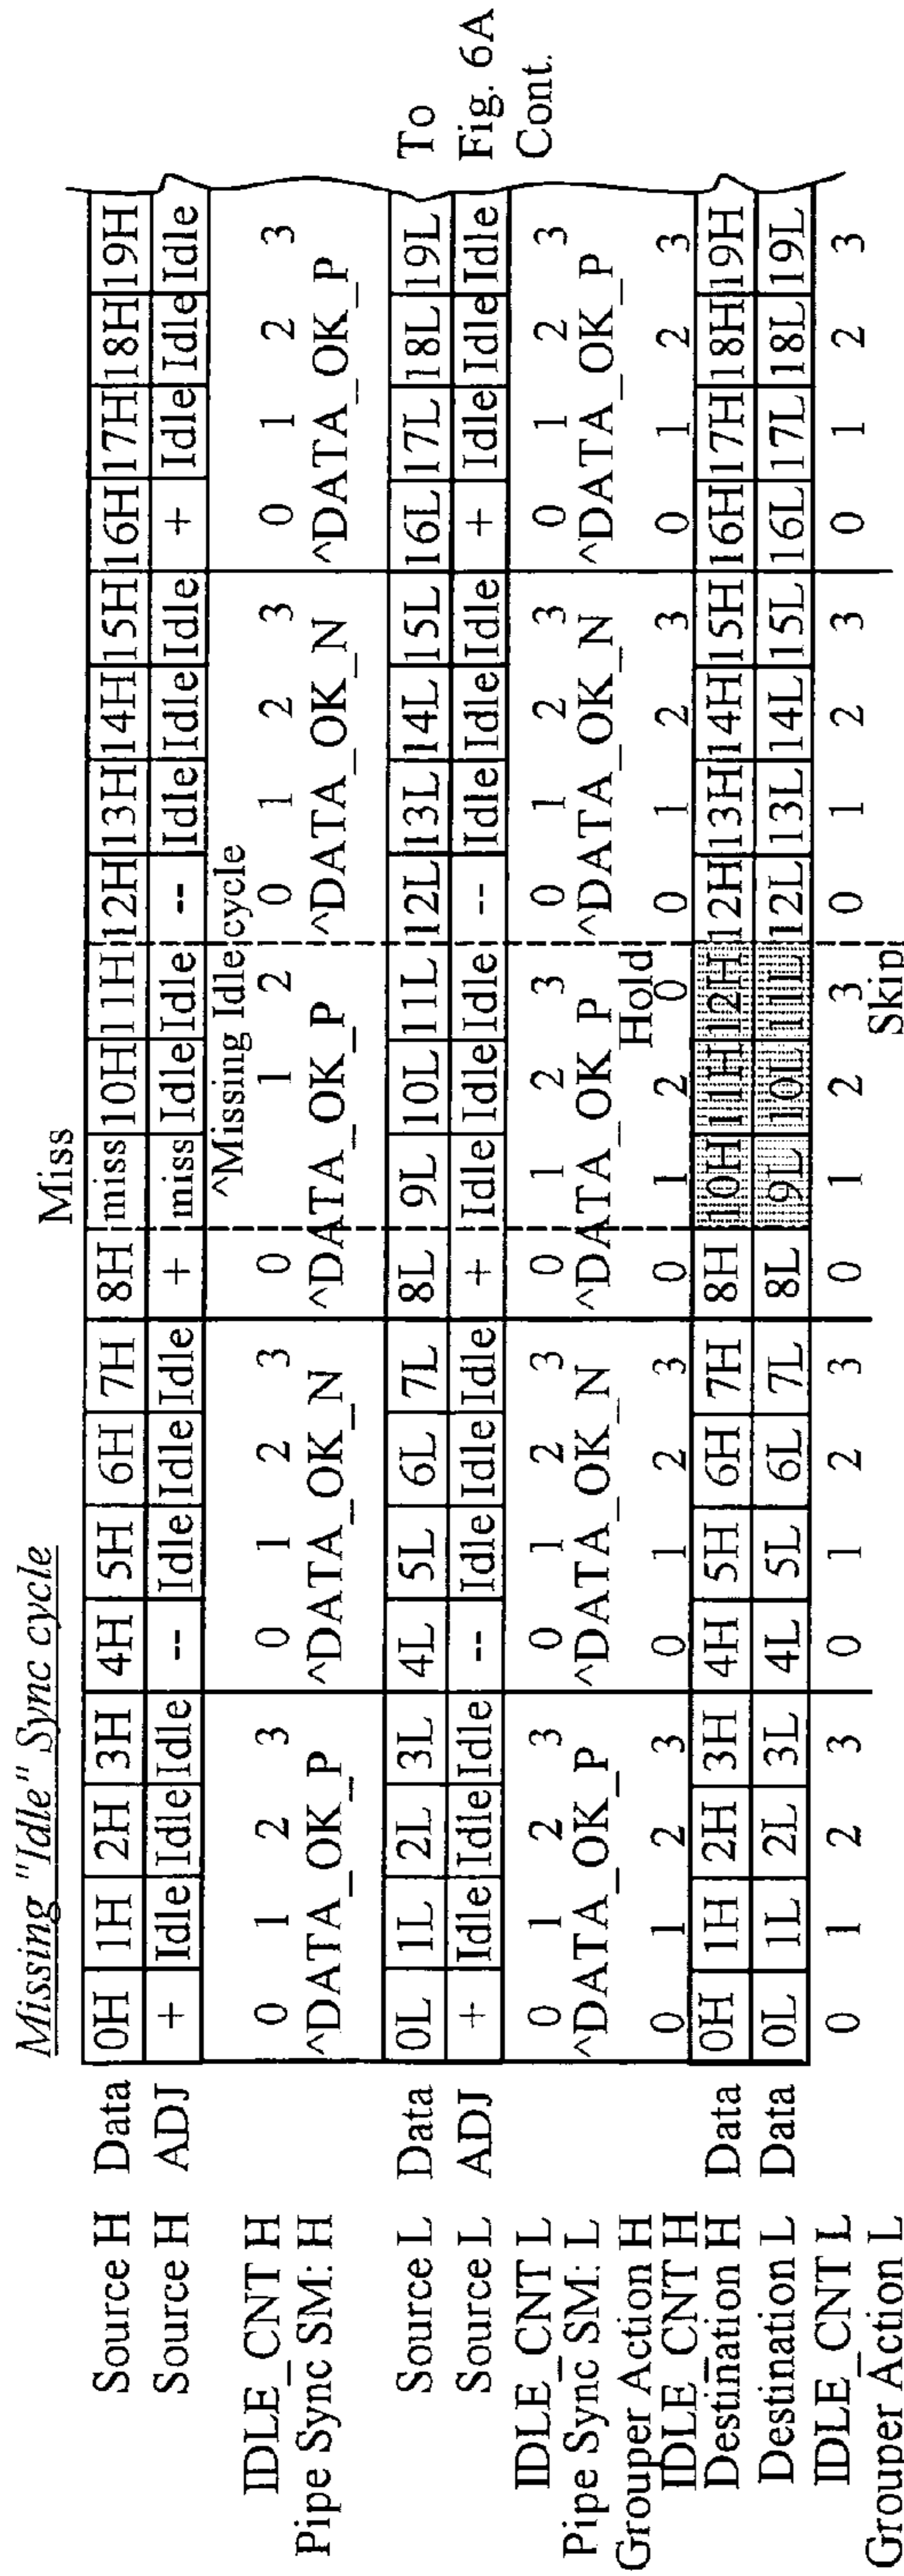 Missing "Idle" Sync cycle
Miss
Source H Data 0H 1H 2H 3H 4H 5H 6H 7H 8H miss 10H 11H 12H 13H 14H 15H 16H 17H 18H 19H
Source H ADJ + Idle Idle Idle -- Idle Idle Idle + miss Idle Idle -- Idle Idle Idle + Idle Idle Idle
^Missing Idle cycle
IDLE_CNT H 0 1 2 3 0 1 2 3 0 1 2 0 1 2 3 0 1 2 3
Pipe Sync SM: H ^DATA_OK_P ^DATA_OK_N ^DATA_OK_P ^DATA_OK_N ^DATA_OK_P
Source L Data 0L 1L 2L 3L 4L 5L 6L 7L 8L 9L 10L 11L 12L 13L 14L 15L 16L 17L 18L 19L
Source L ADJ + Idle Idle Idle -- Idle Idle Idle + Idle Idle Idle -- Idle Idle Idle + Idle Idle Idle
IDLE_CNT L 0 1 2 3 0 1 2 3 0 1 2 3 0 1 2 3 0 1 2 3
Pipe Sync SM: L ^DATA_OK_P ^DATA_OK_N ^DATA_OK_P ^DATA_OK_N ^DATA_OK_P
Grouper Action H Hold
IDLE_CNT H 0 1 2 3 0 1 2 3 0 1 2 0 0 1 2 3 0 1 2 3
Destination H Data 0H 1H 2H 3H 4H 5H 6H 7H 8H 10H 11H 12H 12H 13H 14H 15H 16H 17H 18H 19H
Destination L Data 0L 1L 2L 3L 4L 5L 6L 7L 8L 9L 10L 11L 12L 13L 14L 15L 16L 17L 18L 19L
IDLE_CNT L 0 1 2 3 0 1 2 3 0 1 2 3 0 1 2 3 0 1 2 3
Grouper Action L Skip
To
Fig. 6A
Cont.